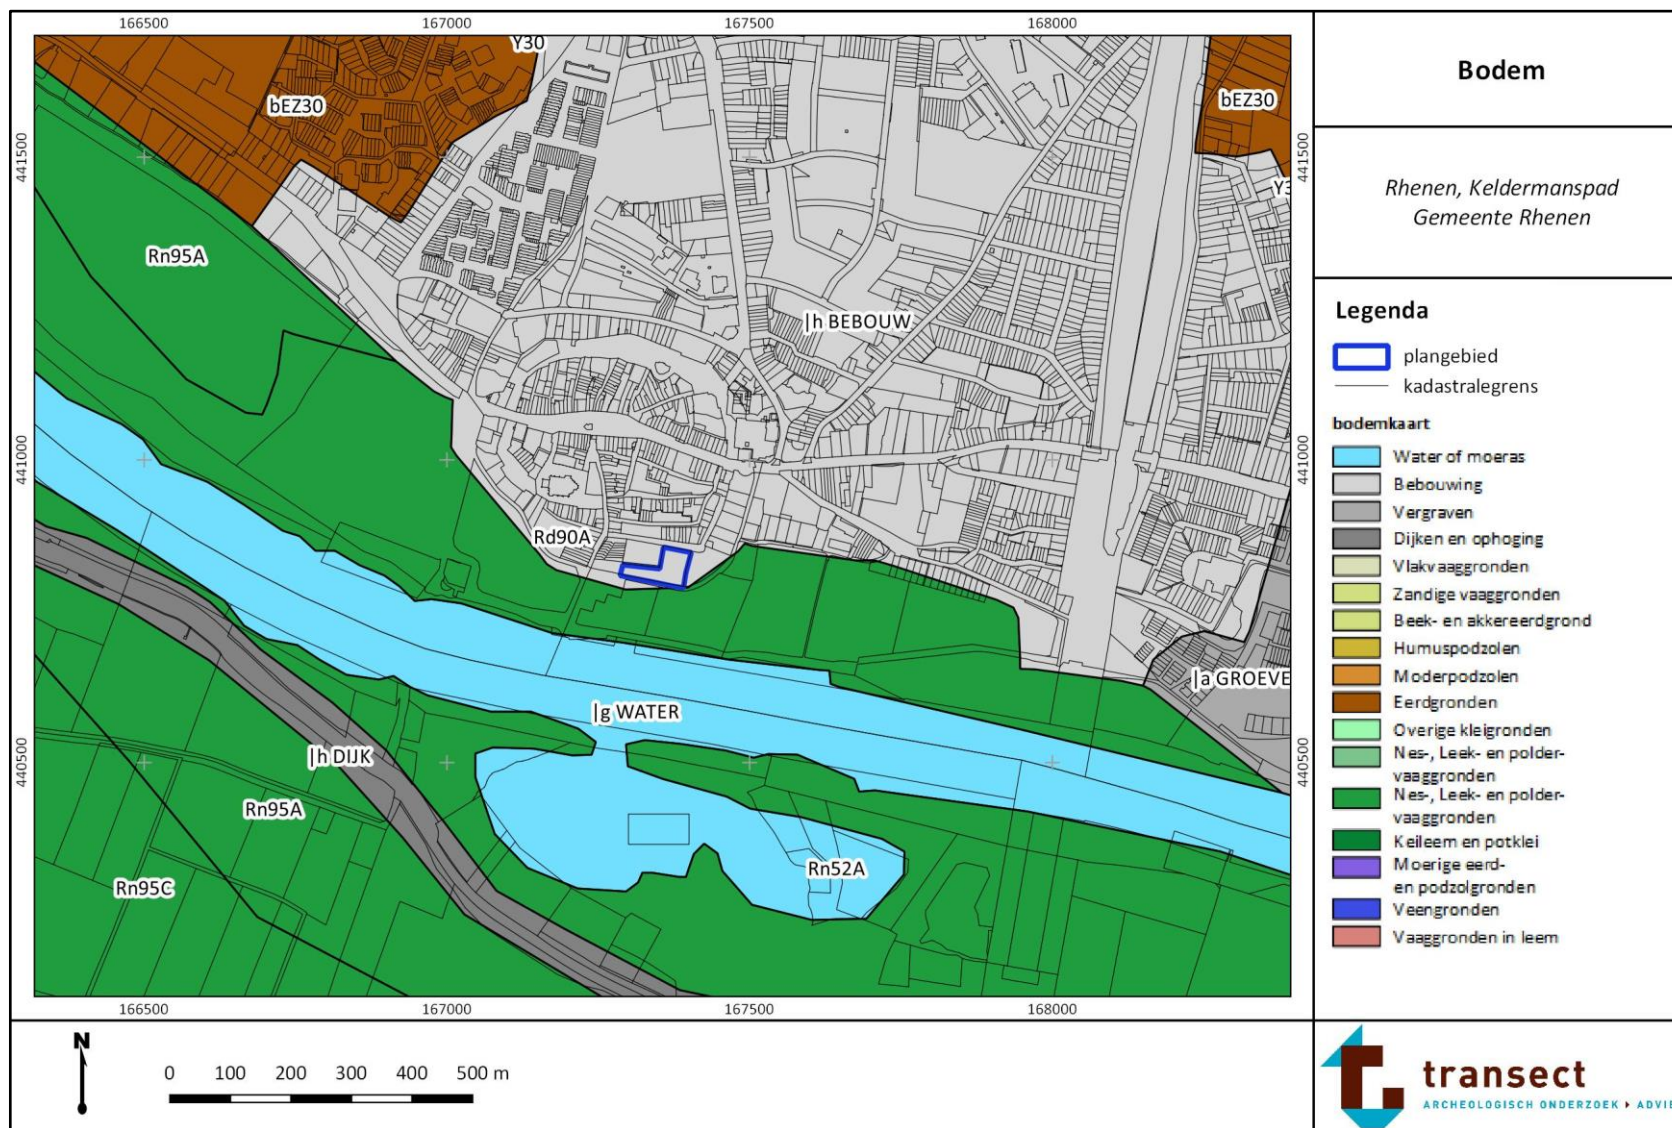 166500
167000
167500
168000
Y30
bEZ30
bEZ30
441500
441500
Rn95A
|h BEBOUW
441000
441000
Rd90A
|a GROEVE
|g WATER
|h DIJK
440500
440500
Rn95A
Rn52A
Rn95C
166500
167000
167500
168000
N
0 100 200 300 400 500 m
Bodem
Rhenen, Keldermanspad
Gemeente Rhenen
Legenda
plangebied
kadastralegrens
bodemkaart
Water of moeras
Bebouwing
Vergraven
Dijken en ophoging
Vlakvaaggronden
Zandige vaaggronden
Beek- en akkereerdgrond
Humuspodzolen
Moderpodzolen
Eerdgronden
Overige kleigronden
Nes-, Leek- en polder-
vaaggronden
Nes-, Leek- en polder-
vaaggronden
Keileem en potklei
Moerige eerd-
en podzolgronden
Veengronden
Vaaggronden in leem
transect
ARCHEOLOGISCH ONDERZOEK ▸ ADVIE